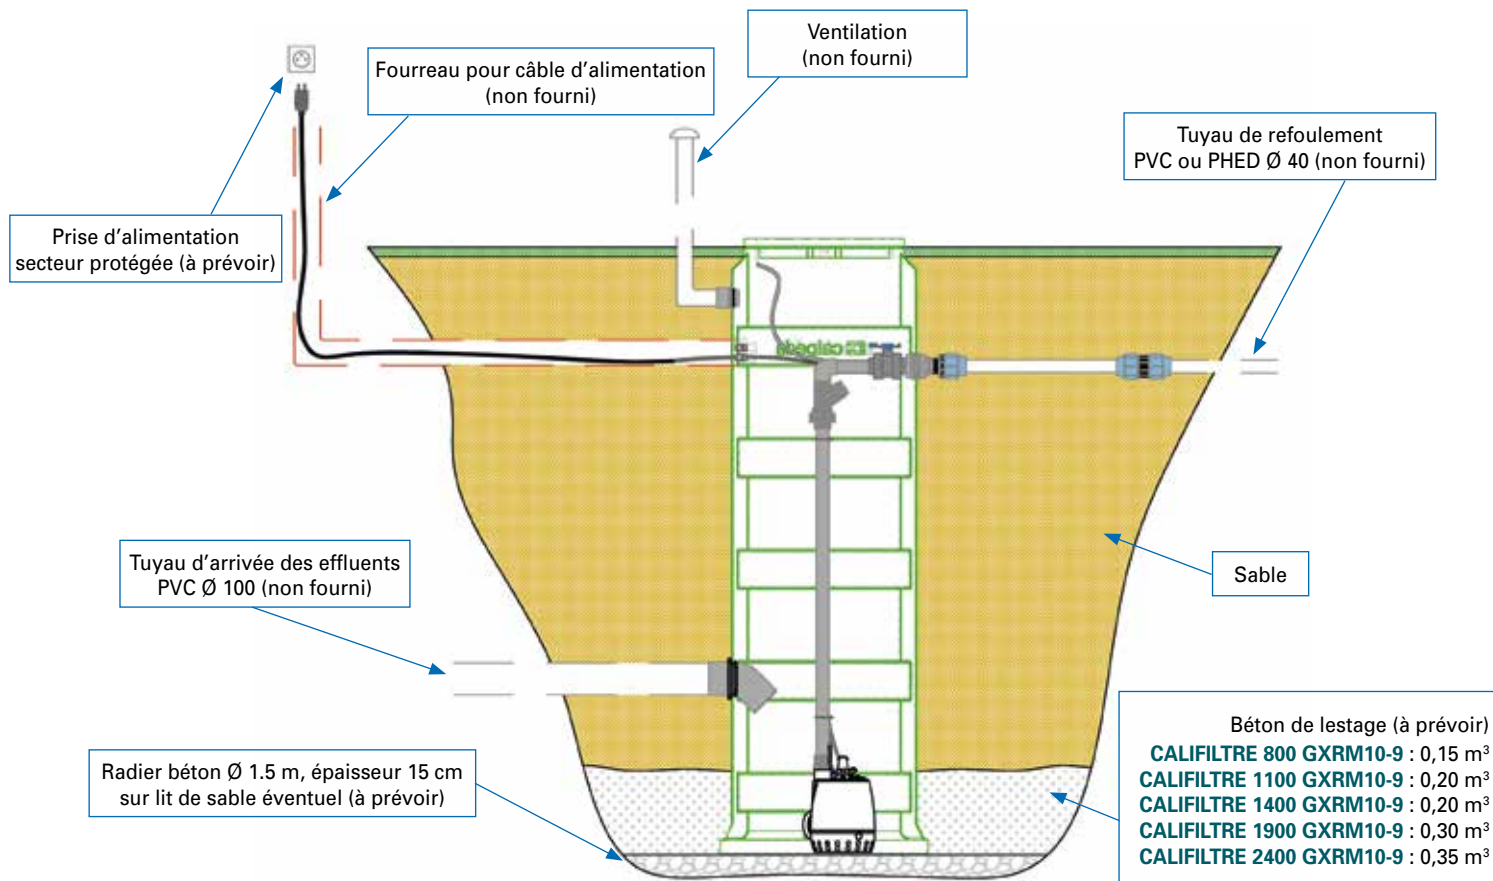 Ventilation
(non fourni)
Fourreau pour câble d'alimentation
(non fourni)
Tuyau de refoulement
PVC ou PHED Ø 40 (non fourni)
Prise d'alimentation
secteur protégée (à prévoir)
calpeda
Tuyau d'arrivée des effluents
PVC Ø 100 (non fourni)
Sable
Radier béton Ø 1.5 m, épaisseur 15 cm
sur lit de sable éventuel (à prévoir)
Béton de lestage (à prévoir)
CALIFILTRE 800 GXRM10-9 : 0,15 m³
CALIFILTRE 1100 GXRM10-9 : 0,20 m³
CALIFILTRE 1400 GXRM10-9 : 0,20 m³
CALIFILTRE 1900 GXRM10-9 : 0,30 m³
CALIFILTRE 2400 GXRM10-9 : 0,35 m³